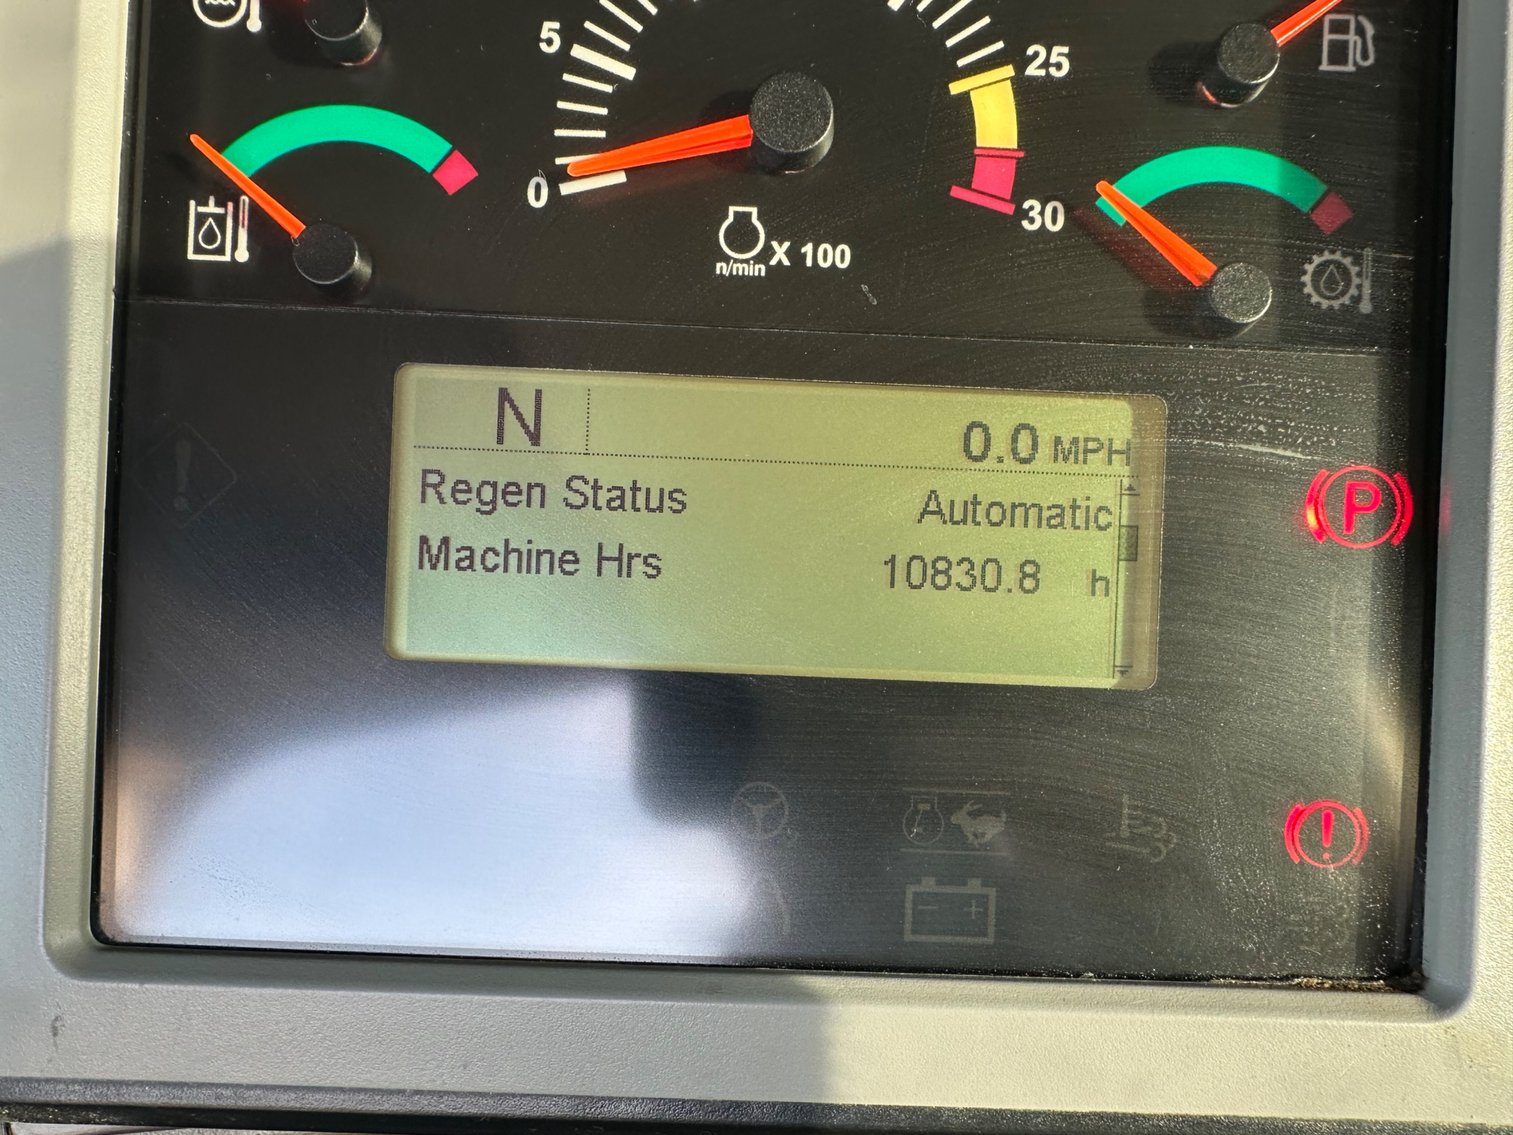 5
25
0
30
n/min X 100
N
0.0 MPH
Regen Status Automatic
Machine Hrs 10830.8 h
P
!
- +